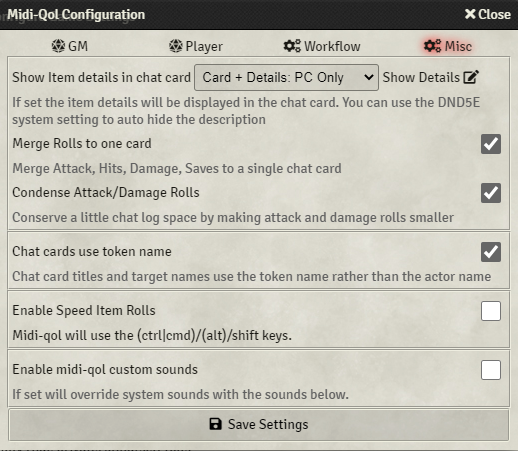 Midi-Qol Configuration
Close
GM
Player
Workflow
Misc
Show Item details in chat card
Card + Details: PC Only
Show Details
If set the item details will be displayed in the chat card. You can use the DND5E
system setting to auto hide the description
Merge Rolls to one card
Merge Attack, Hits, Damage, Saves to a single chat card
Condense Attack/Damage Rolls
Conserve a little chat log space by making attack and damage rolls smaller
Chat cards use token name
Chat card titles and target names use the token name rather than the actor name
Enable Speed Item Rolls
Midi-qol will use the (ctrl|cmd)/(alt)/shift keys.
Enable midi-qol custom sounds
If set will override system sounds with the sounds below.
Save Settings